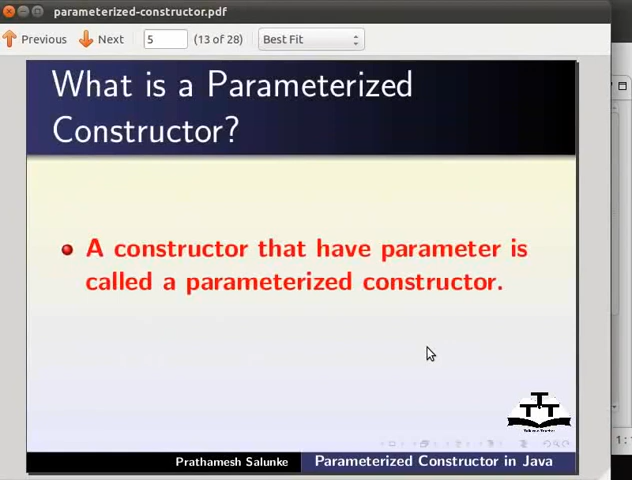 parameterized-constructor.pdf
Previous Next 5 (13 of 28) Best Fit
What is a Parameterized
Constructor?
A constructor that have parameter is
called a parameterized constructor.
Prathamesh Salunke Parameterized Constructor in Java
1 :